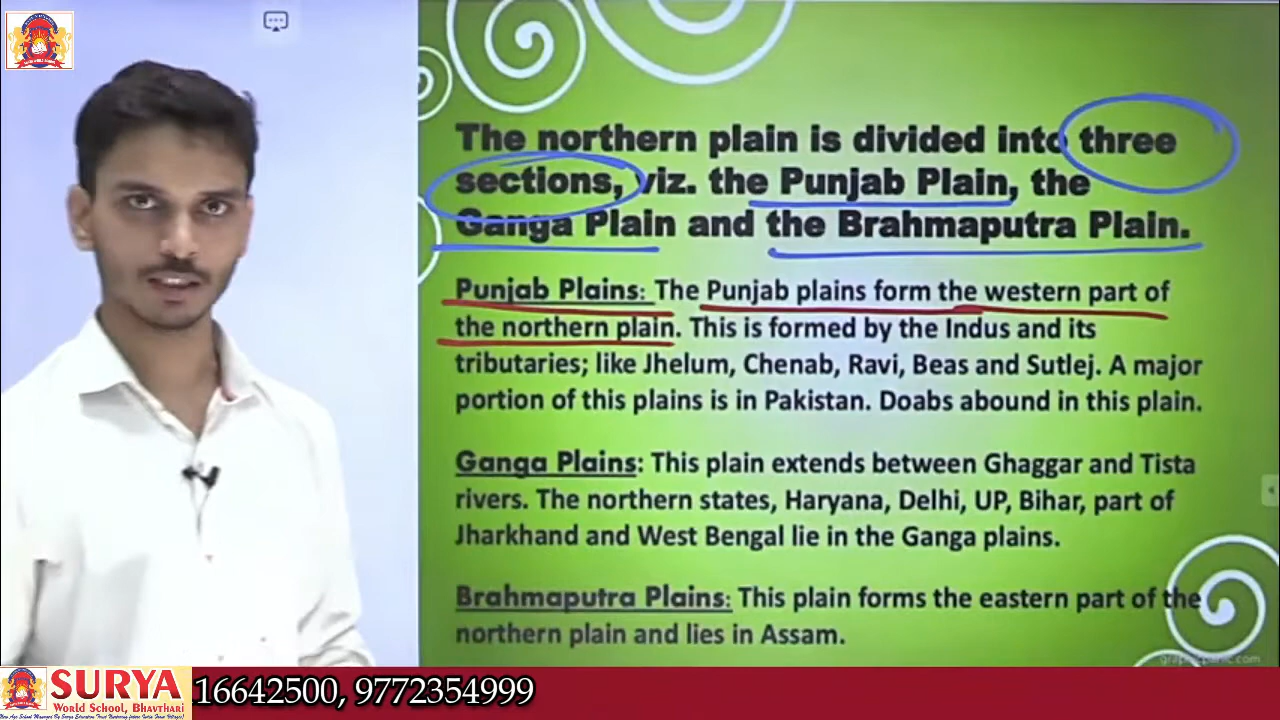 The northern plain is divided into three
sections, viz. the Punjab Plain, the
Ganga Plain and the Brahmaputra Plain.
Punjab Plains: The Punjab plains form the western part of
the northern plain. This is formed by the Indus and its
tributaries; like Jhelum, Chenab, Ravi, Beas and Sutlej. A major
portion of this plains is in Pakistan. Doabs abound in this plain.
Ganga Plains: This plain extends between Ghaggar and Tista
rivers. The northern states, Haryana, Delhi, UP, Bihar, part of
Jharkhand and West Bengal lie in the Ganga plains.
Brahmaputra Plains: This plain forms the eastern part of the
northern plain and lies in Assam.
SURYA
World School, Bhavthari
16642500, 9772354999